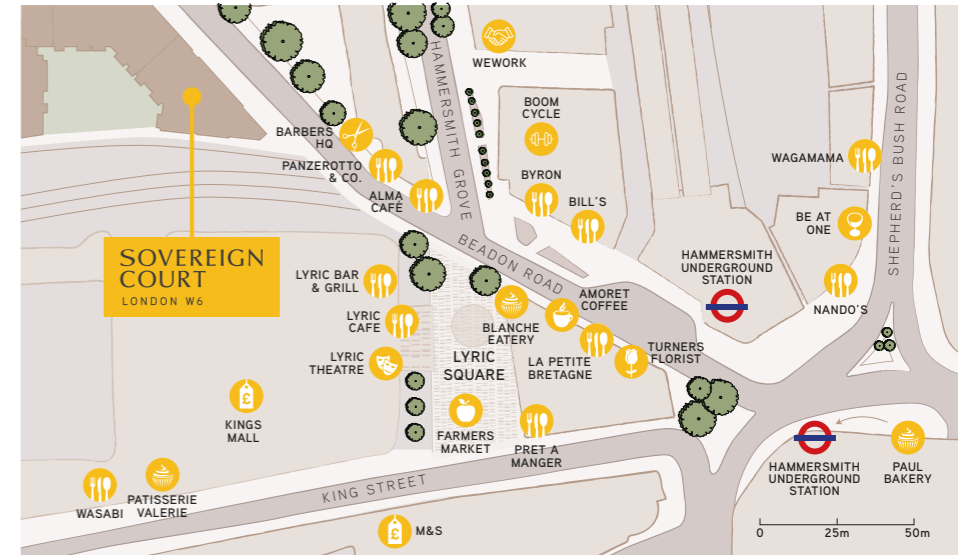 WEWORK
HAMMERSMITH GROVE
BOOM
CYCLE
BARBERS
HQ
PANZEROTTO
& CO.
ALMA
CAFÉ
BYRON
BILL'S
WAGAMAMA
BE AT
ONE
SHEPHERD'S BUSH ROAD
SOVEREIGN
COURT
LONDON W6
BEADON ROAD
HAMMERSMITH
UNDERGROUND
STATION
NANDO'S
LYRIC BAR
& GRILL
LYRIC
CAFE
LYRIC
THEATRE
AMORET
COFFEE
BLANCHE
EATERY
LA PETITE
BRETAGNE
TURNERS
FLORIST
LYRIC
SQUARE
£
KINGS
MALL
FARMERS
MARKET
PRET A
MANGER
WASABI
PATISSERIE
VALERIE
KING STREET
£
M&S
HAMMERSMITH
UNDERGROUND
STATION
PAUL
BAKERY
0 25m 50m